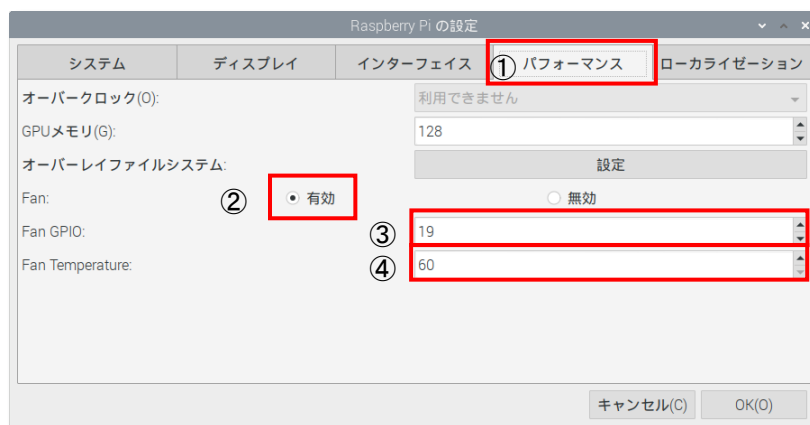 Raspberry Pi の設定
システム ディスプレイ インターフェイス ① パフォーマンス ローカライゼーション
オーバークロック(O): 利用できません
GPUメモリ(G): 128
オーバーレイファイルシステム: 設定
Fan: ② 有効 無効
Fan GPIO: ③ 19
Fan Temperature: ④ 60
キャンセル(C) OK(O)